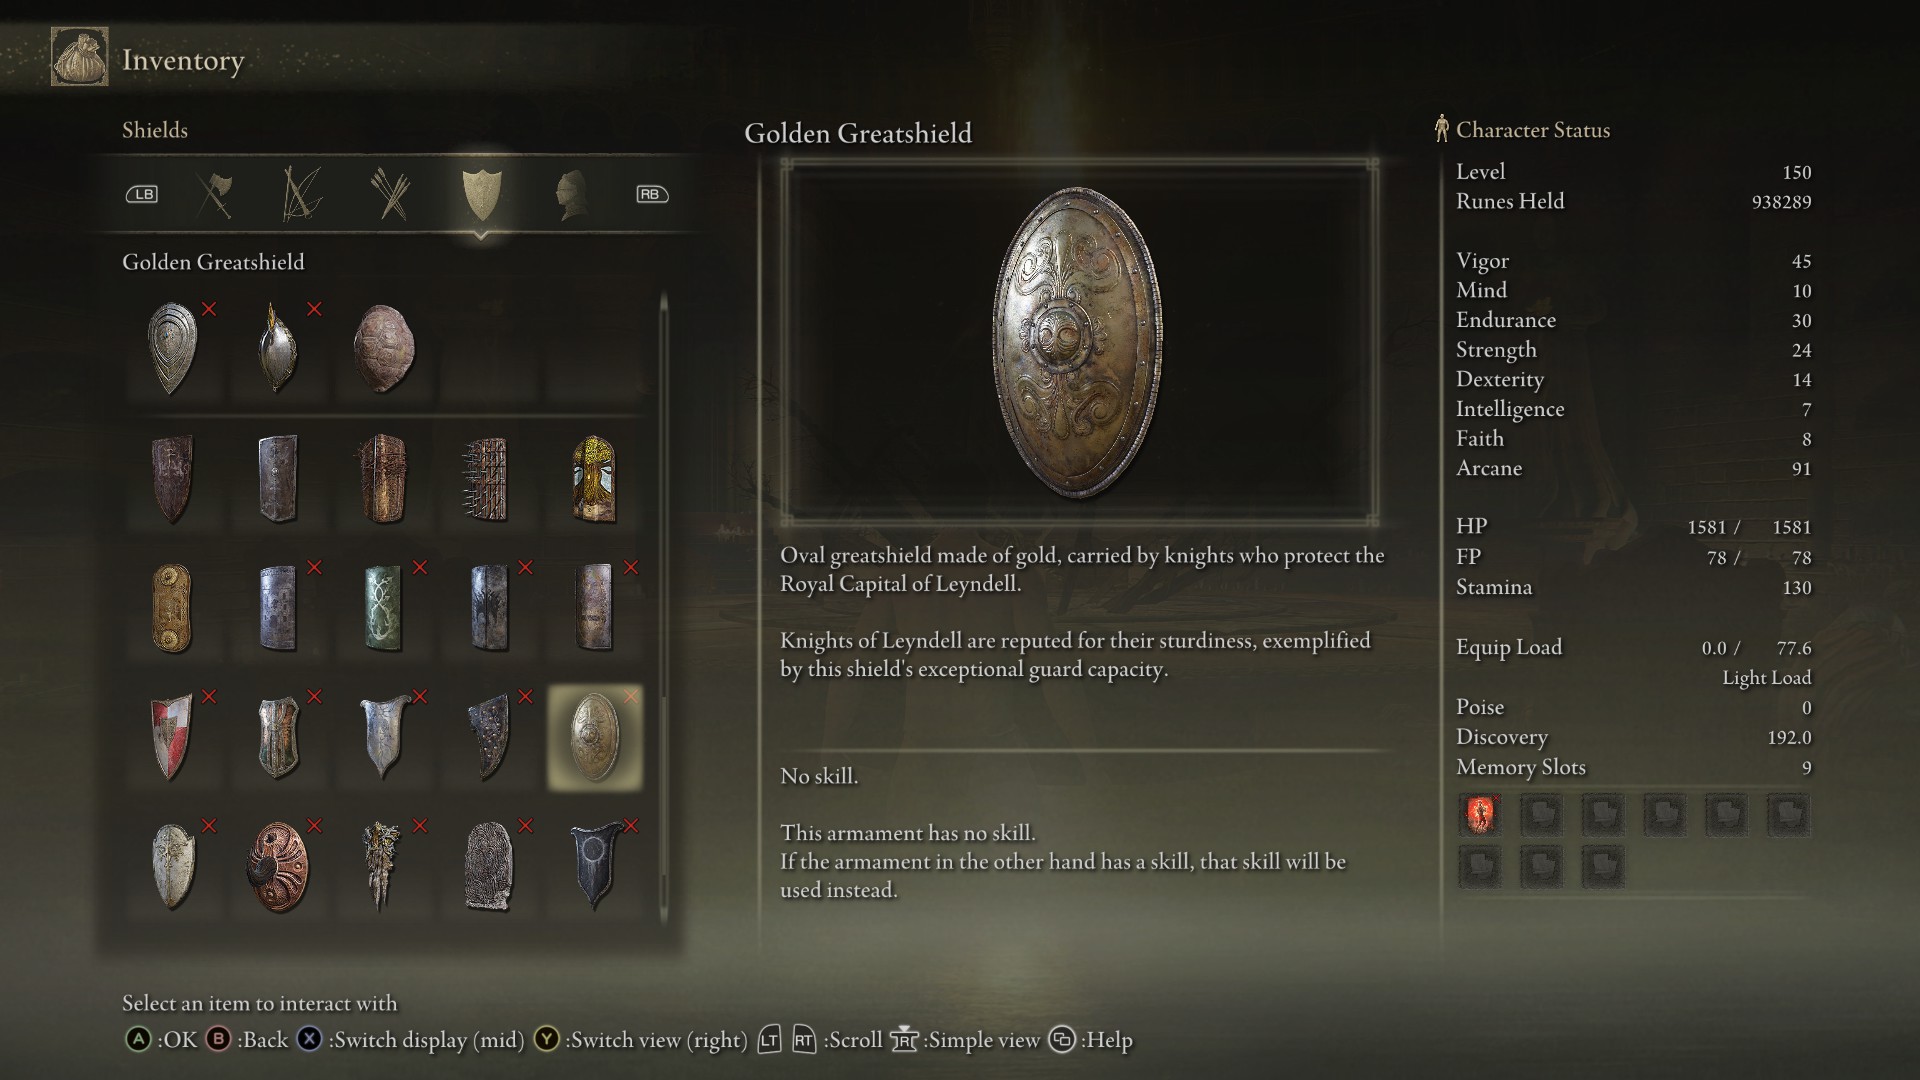 Inventory
Shields
LB
RB
Golden Greatshield
Golden Greatshield
Oval greatshield made of gold, carried by knights who protect the
Royal Capital of Leyndell.
Knights of Leyndell are reputed for their sturdiness, exemplified
by this shield's exceptional guard capacity.
No skill.
This armament has no skill.
If the armament in the other hand has a skill, that skill will be
used instead.
Character Status
Level 150
Runes Held 938289
Vigor 45
Mind 10
Endurance 30
Strength 24
Dexterity 14
Intelligence 7
Faith 8
Arcane 91
HP 1581 / 1581
FP 78 / 78
Stamina 130
Equip Load 0.0 / 77.6
Light Load
Poise 0
Discovery 192.0
Memory Slots 9
Select an item to interact with
A :OK B :Back X :Switch display (mid) Y :Switch view (right) LT RT :Scroll R :Simple view :Help